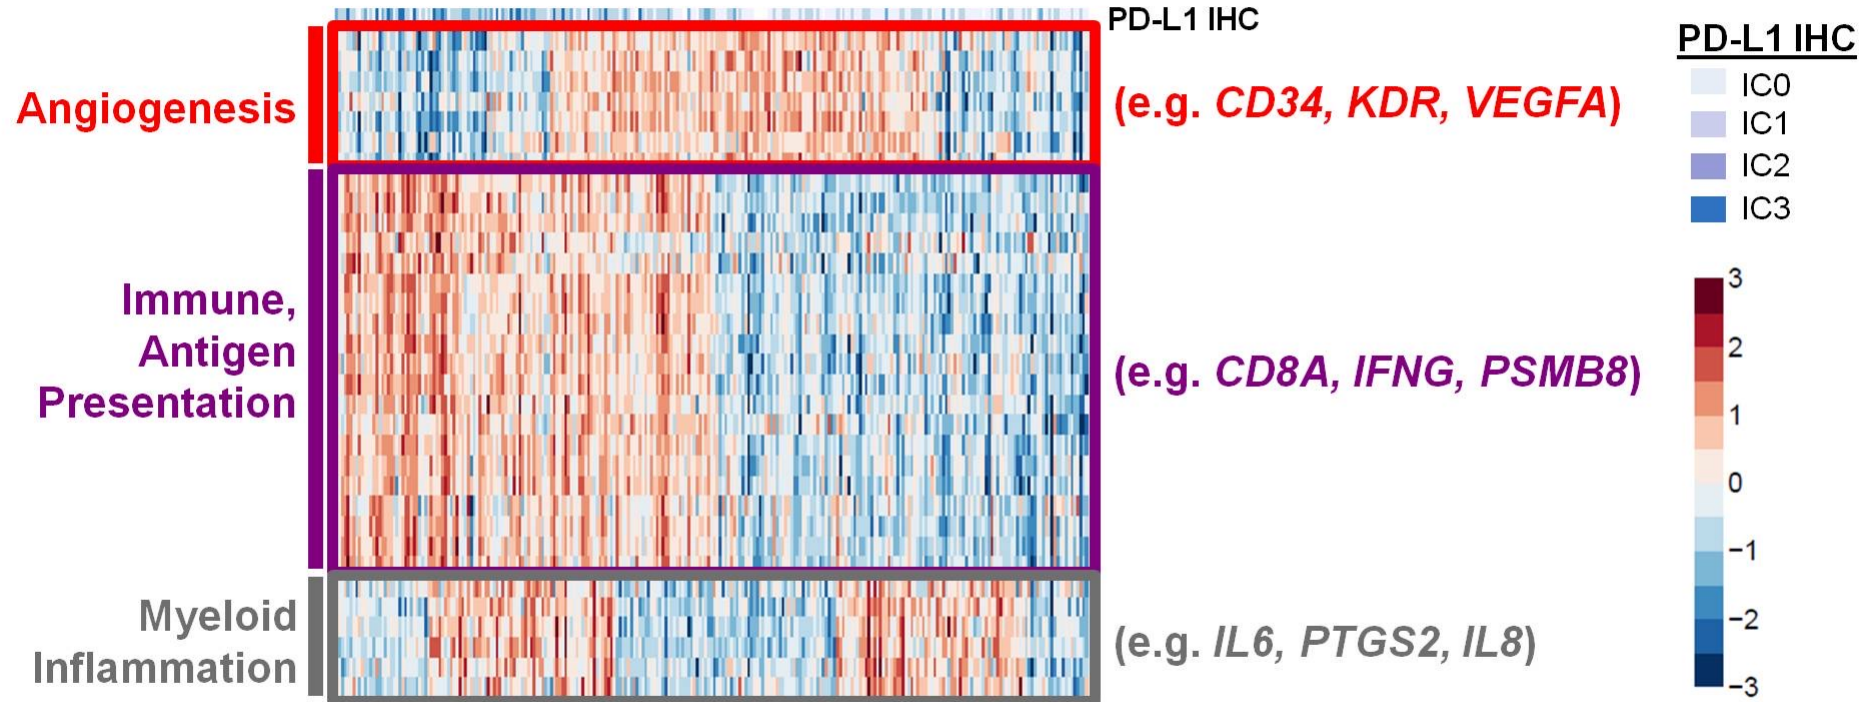 PD-L1 IHC
Angiogenesis
(e.g. CD34, KDR, VEGFA)
Immune,
Antigen
Presentation
(e.g. CD8A, IFNG, PSMB8)
Myeloid
Inflammation
(e.g. IL6, PTGS2, IL8)
PD-L1 IHC
IC0
IC1
IC2
IC3
3
2
1
0
−1
−2
−3